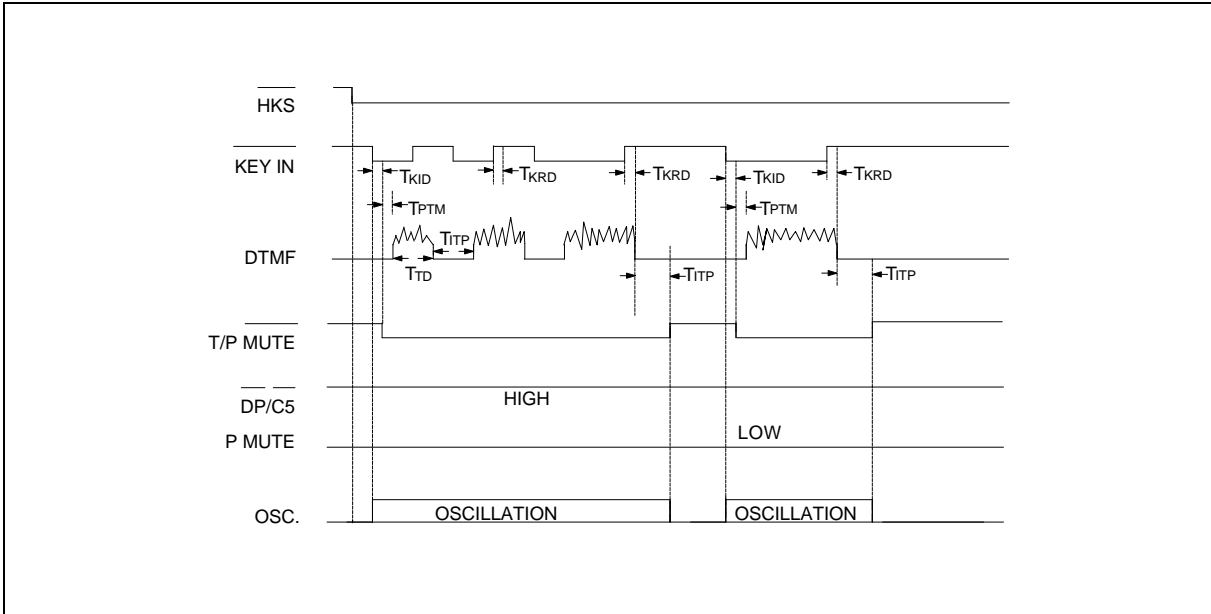 HKS
KEY IN
TKID
TKRD
TKRD
TKID
TKRD
TPTM
TPTM
DTMF
TITP
TTD
TITP
TITP
T/P MUTE
DP/C5
HIGH
P MUTE
LOW
OSC.
OSCILLATION
OSCILLATION